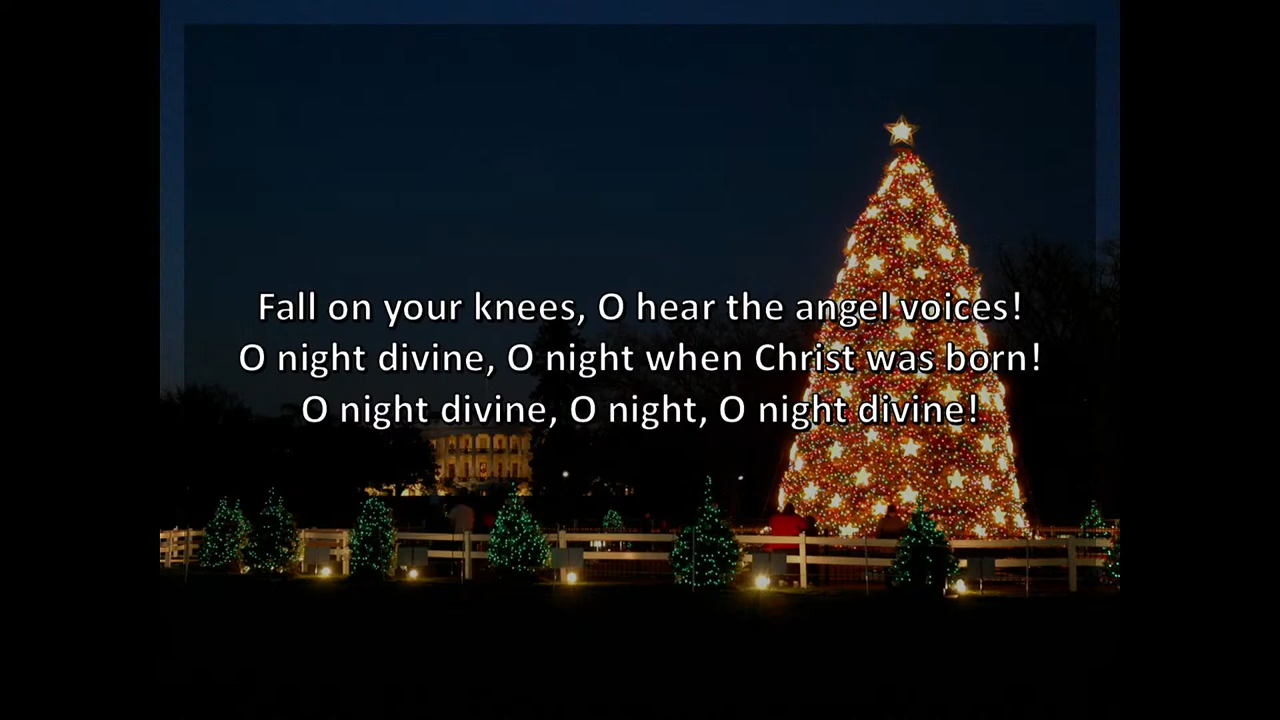 Fall on your knees, O hear the angel voices!
O night divine, O night when Christ was born!
O night divine, O night, O night divine!